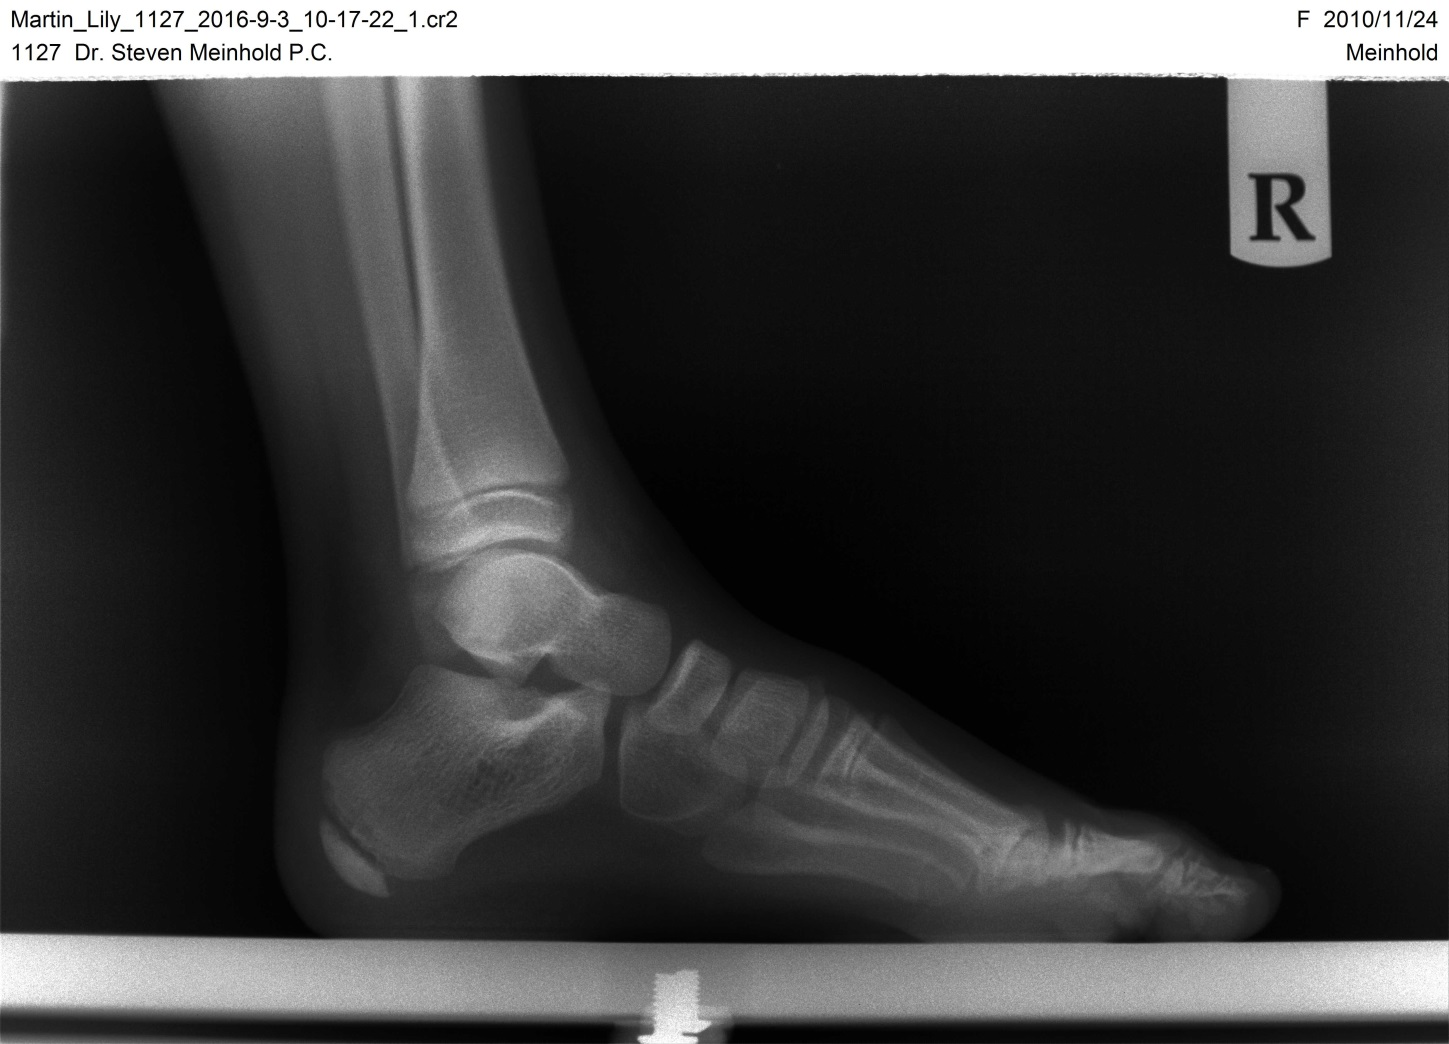 Martin_Lily_1127_2016-9-3_10-17-22_1.cr2
F 2010/11/24
1127 Dr. Steven Meinhold P.C.
Meinhold
R